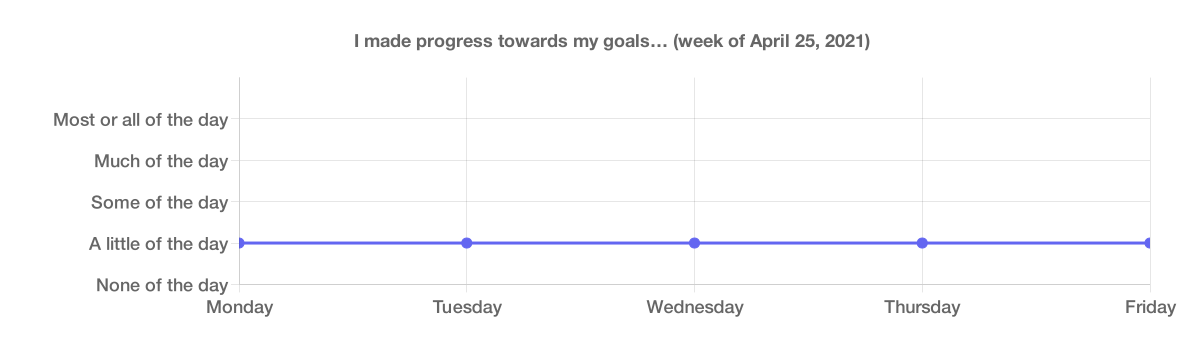 I made progress towards my goals… (week of April 25, 2021)
Most or all of the day
Much of the day
Some of the day
A little of the day
None of the day
Monday Tuesday Wednesday Thursday Friday